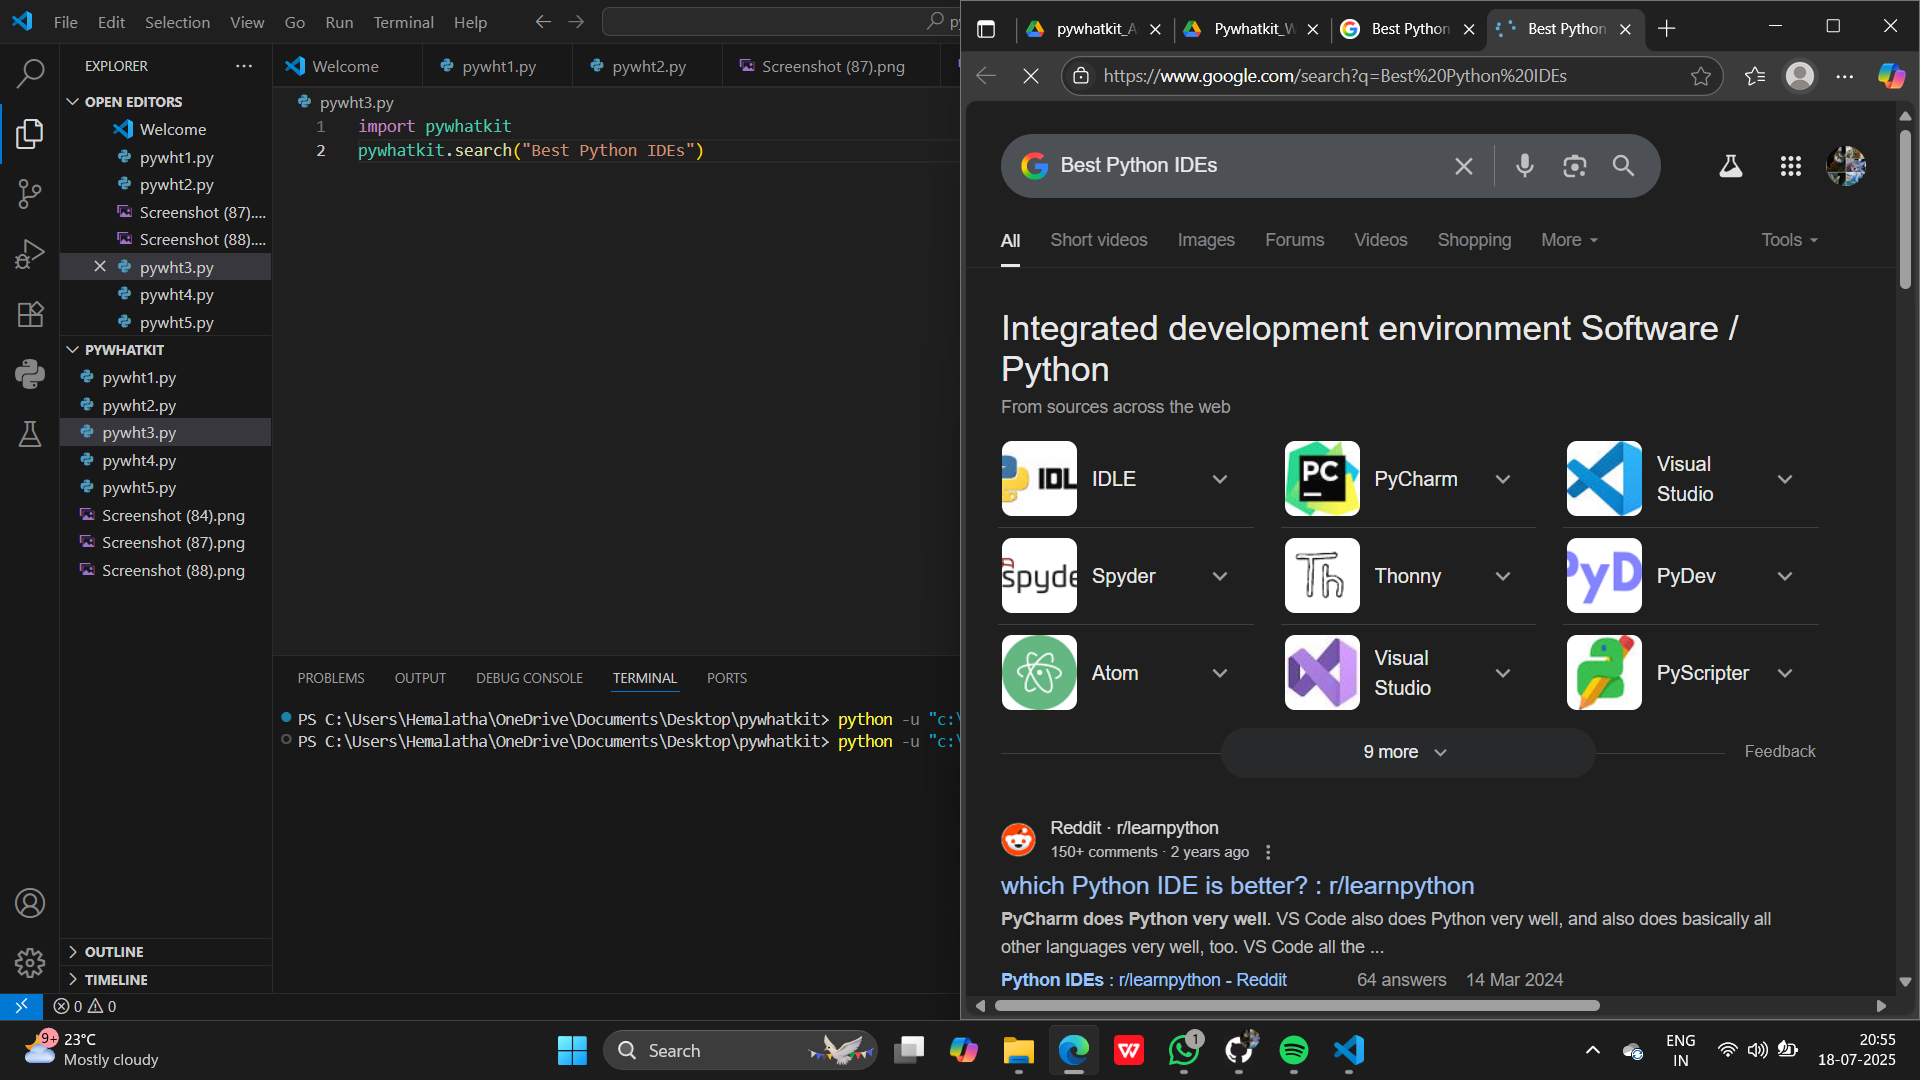 File Edit Selection View Go Run Terminal Help
EXPLORER
OPEN EDITORS
Welcome
pywht1.py
pywht2.py
Screenshot (87)....
Screenshot (88)....
pywht3.py
pywht4.py
pywht5.py
PYWHATKIT
pywht1.py
pywht2.py
pywht3.py
pywht4.py
pywht5.py
Screenshot (84).png
Screenshot (87).png
Screenshot (88).png
OUTLINE
TIMELINE
0 0
Welcome pywht1.py pywht2.py Screenshot (87).png
pywht3.py
1 import pywhatkit
2 pywhatkit.search("Best Python IDEs")
PROBLEMS OUTPUT DEBUG CONSOLE TERMINAL PORTS
PS C:\Users\Hemalatha\OneDrive\Documents\Desktop\pywhatkit> python -u "c:\
PS C:\Users\Hemalatha\OneDrive\Documents\Desktop\pywhatkit> python -u "c:\
pywhatkit_A Pywhatkit_W Best Python Best Python
https://www.google.com/search?q=Best%20Python%20IDEs
Best Python IDEs
All Short videos Images Forums Videos Shopping More Tools
Integrated development environment Software /
Python
From sources across the web
IDL IDLE PC PyCharm Visual
Studio
spyde Spyder Th Thonny PyD PyDev
Atom Visual
Studio PyScripter
9 more Feedback
Reddit · r/learnpython
150+ comments · 2 years ago
which Python IDE is better? : r/learnpython
PyCharm does Python very well. VS Code also does Python very well, and also does basically all
other languages very well, too. VS Code all the ...
Python IDEs : r/learnpython - Reddit 64 answers 14 Mar 2024
9+ 23°C
Mostly cloudy
Search
W
1
ENG
IN
20:55
18-07-2025